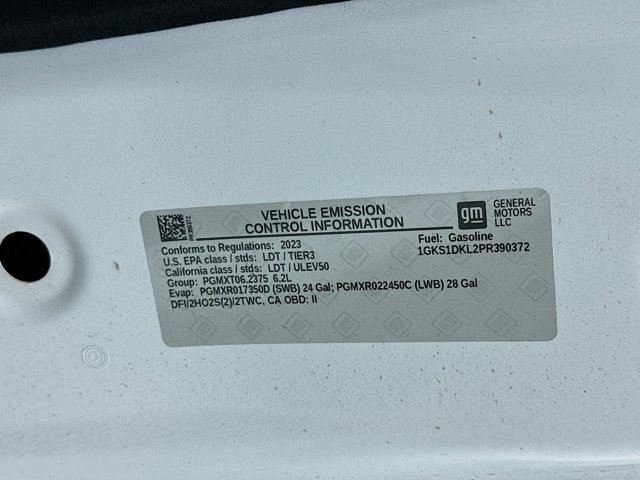 PR390372
VEHICLE EMISSION
CONTROL INFORMATION
gm
GENERAL
MOTORS
LLC
Conforms to Regulations: 2023
Fuel: Gasoline
U.S. EPA class / stds: LDT / TIER3
1GKS1DKL2PR390372
California class / stds: LDT / ULEV50
Group: PGMXT06.2375 6.2L
Evap: PGMXR017350D (SWB) 24 Gal; PGMXR022450C (LWB) 28 Gal
DFI/2HO2S(2)/2TWC, CA OBD: II